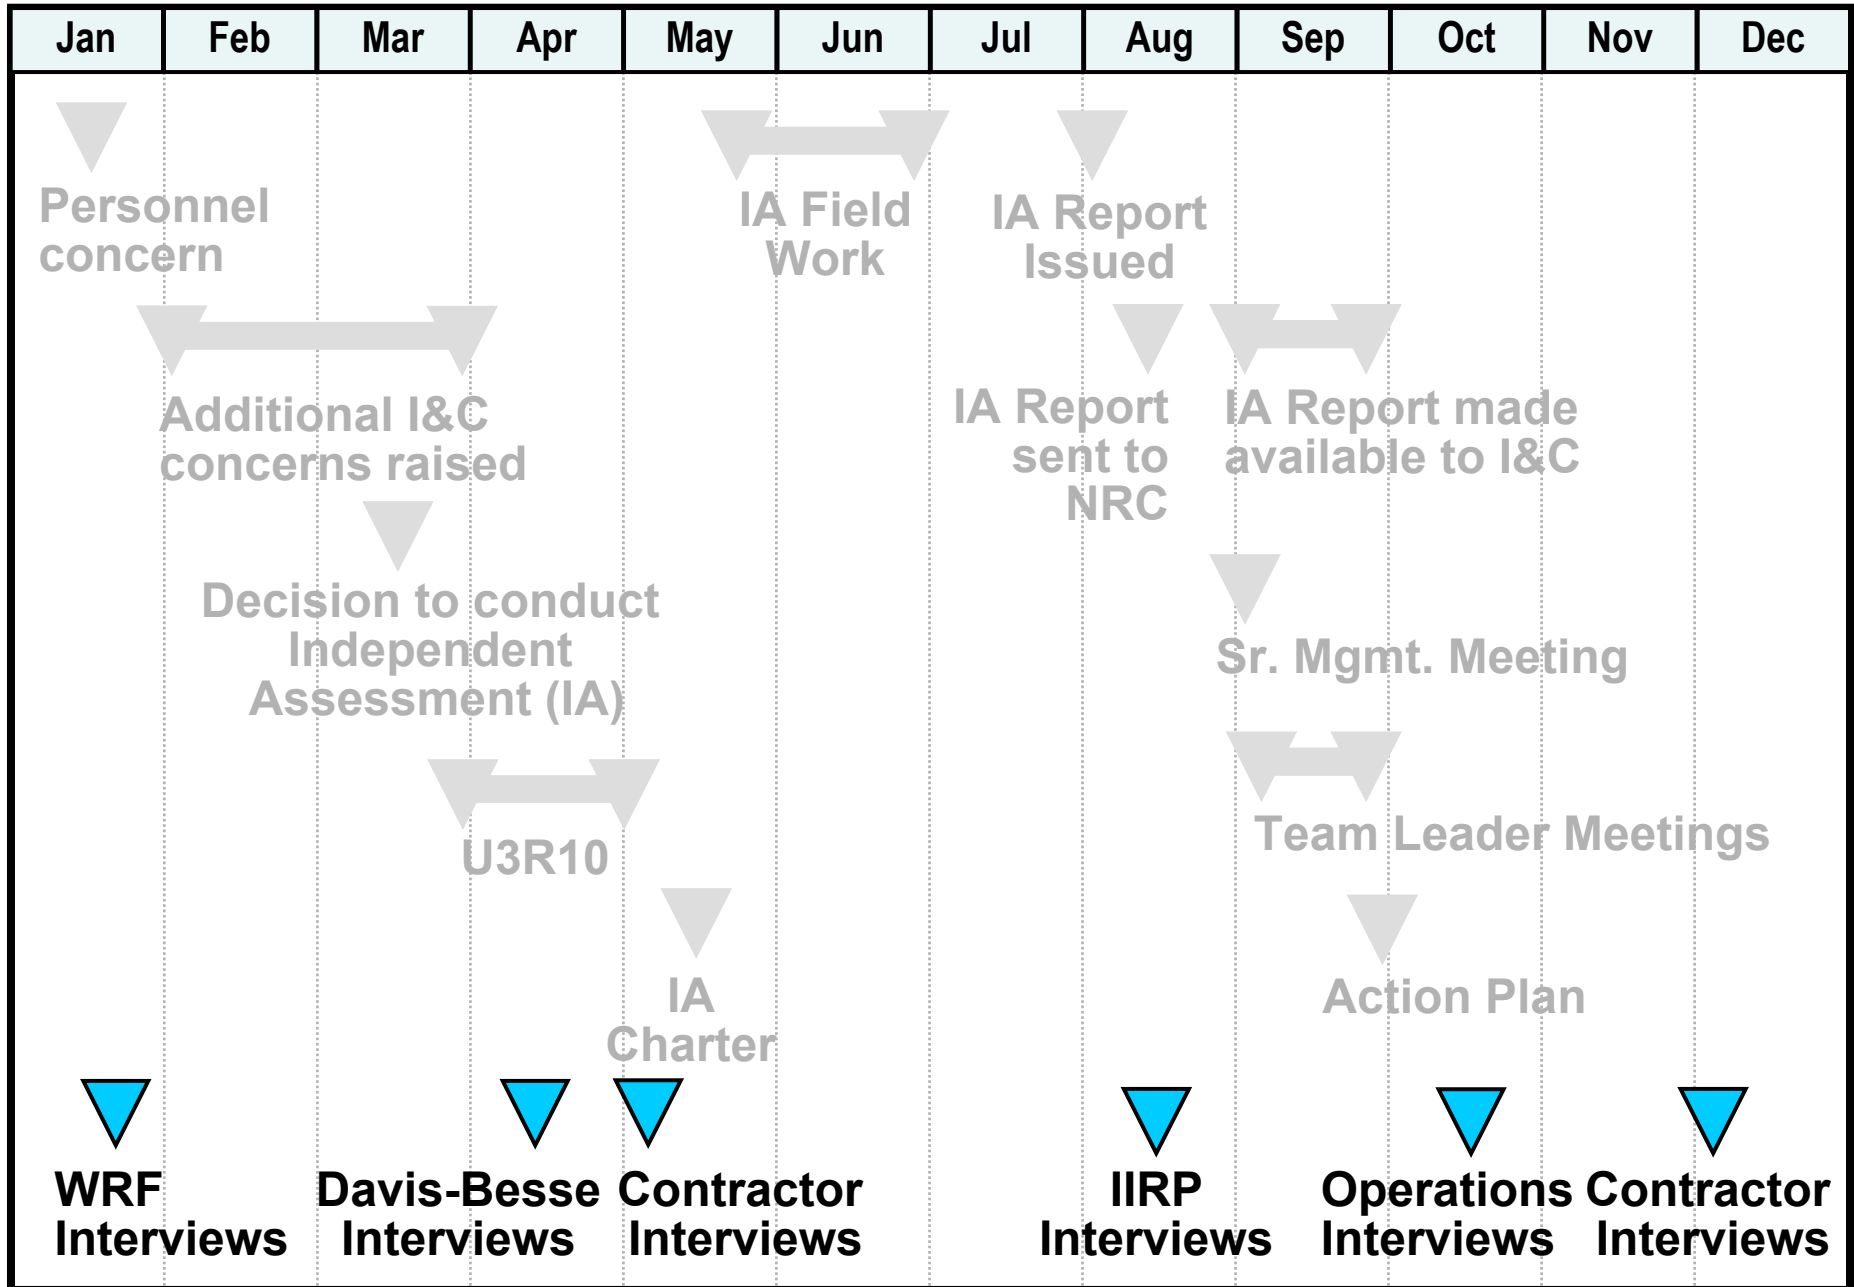 Jan Feb Mar Apr May Jun Jul Aug Sep Oct Nov Dec
Personnel
concern
IA Field
Work
IA Report
Issued
Additional I&C
concerns raised
IA Report
sent to
NRC
IA Report made
available to I&C
Decision to conduct
Independent
Assessment (IA)
Sr. Mgmt. Meeting
U3R10
Team Leader Meetings
IA
Charter
Action Plan
WRF
Interviews
Davis-Besse
Interviews
Contractor
Interviews
IIRP
Interviews
Operations
Interviews
Contractor
Interviews